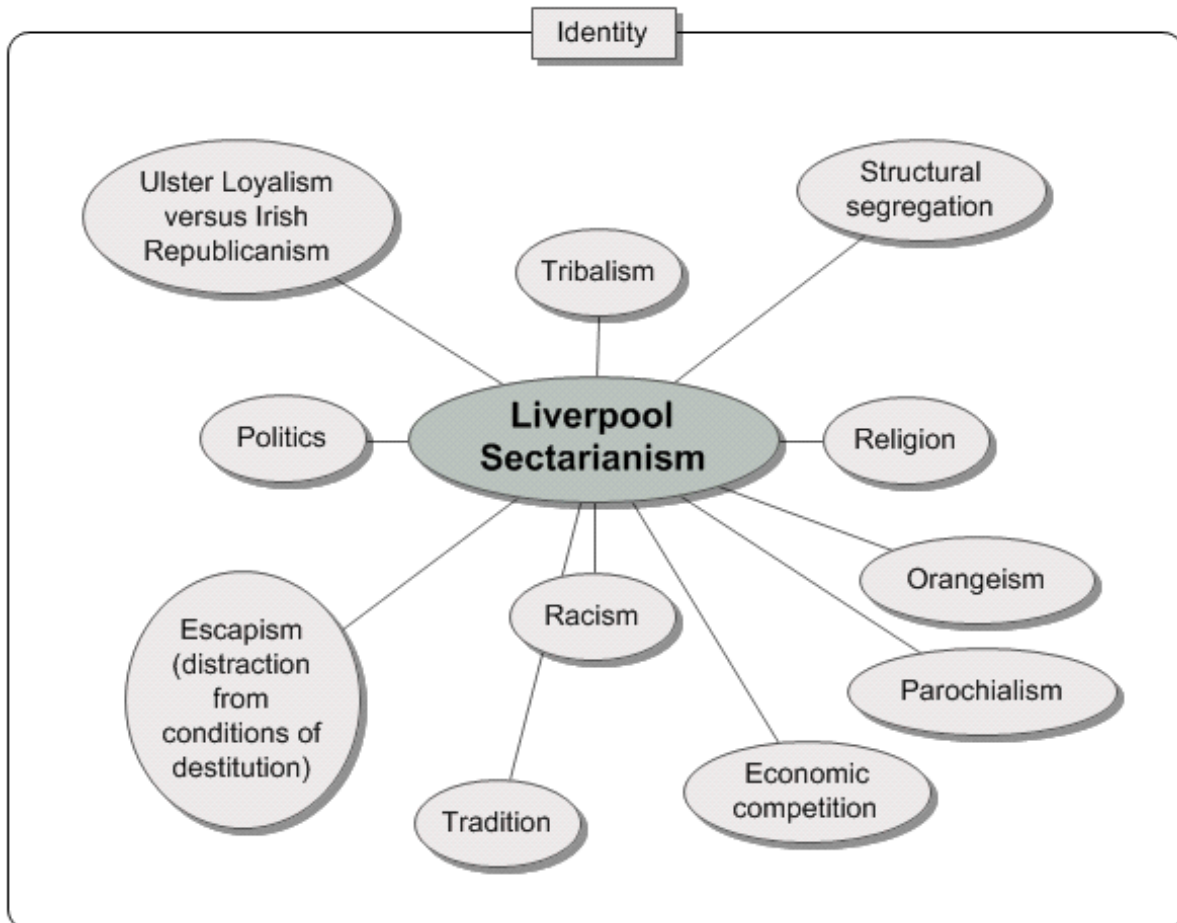 Identity
Ulster Loyalism
versus Irish
Republicanism
Structural
segregation
Tribalism
Liverpool
Sectarianism
Politics
Religion
Orangeism
Racism
Escapism
(distraction
from
conditions of
destitution)
Parochialism
Economic
competition
Tradition